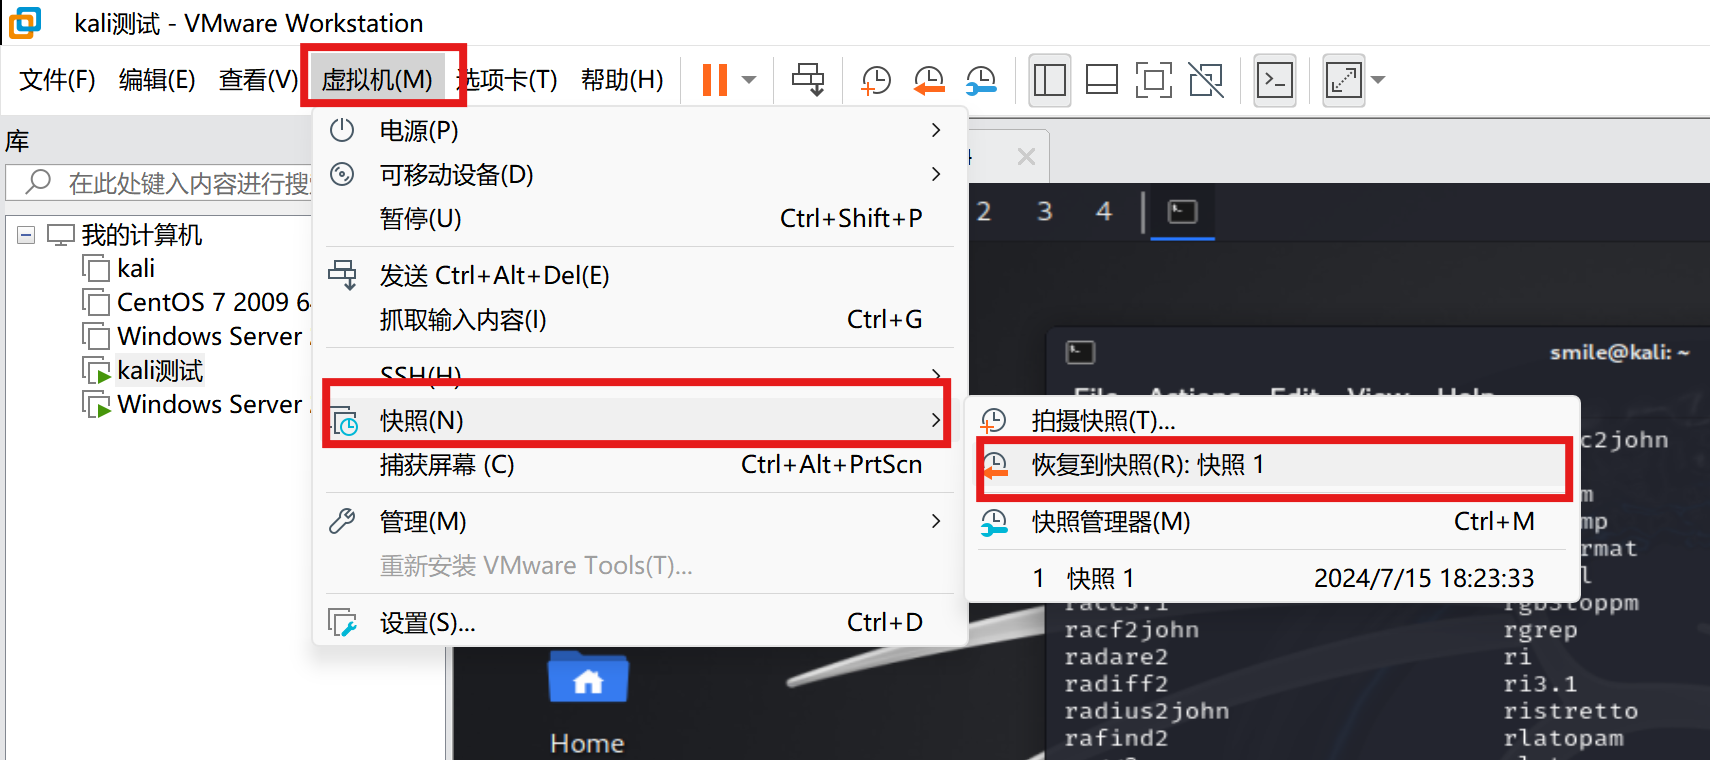 kali测试 - VMware Workstation
文件(F) 编辑(E) 查看(V) 虚拟机(M) 选项卡(T) 帮助(H)
库
在此处键入内容进行搜
我的计算机
kali
CentOS 7 2009 64
Windows Server
kali测试
Windows Server
电源(P)
可移动设备(D)
暂停(U) Ctrl+Shift+P
发送 Ctrl+Alt+Del(E)
抓取输入内容(I) Ctrl+G
SSH(H)
快照(N)
捕获屏幕 (C) Ctrl+Alt+PrtScn
管理(M)
重新安装 VMware Tools(T)...
设置(S)... Ctrl+D
拍摄快照(T)...
恢复到快照(R): 快照 1
快照管理器(M) Ctrl+M
1 快照 1 2024/7/15 18:23:33
2 3 4
smile@kali: ~
File Actions Edit View Help
c2john
m
mp
rmat
l
racc3.1 rgb3toppm
racf2john rgrep
radare2 ri
radiff2 ri3.1
radius2john ristretto
rafind2 rlatopam
Home